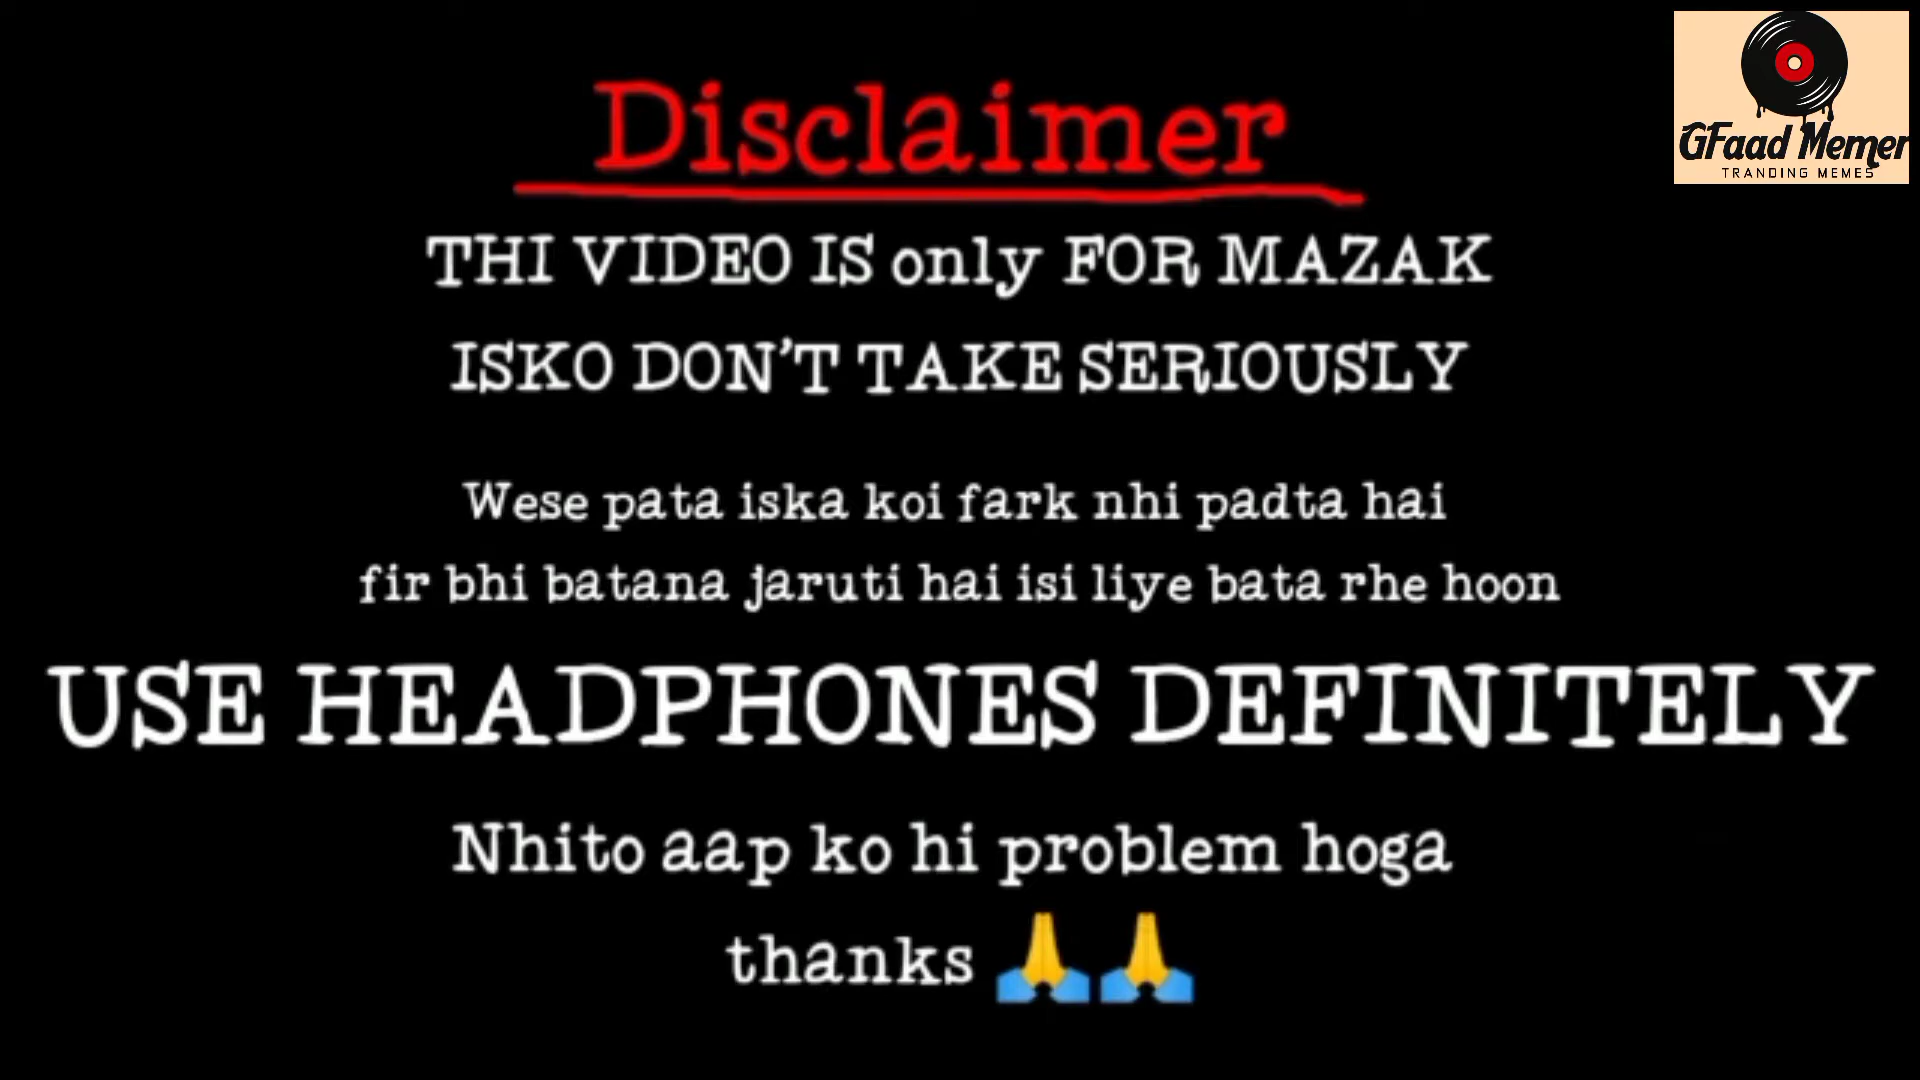 Disclaimer
THI VIDEO IS only FOR MAZAK
ISKO DON'T TAKE SERIOUSLY
Wese pata iska koi fark nhi padta hai
fir bhi batana jaruti hai isi liye bata rhe hoon
USE HEADPHONES DEFINITELY
Nhito aap ko hi problem hoga
thanks 🙏🙏
GFaad Memer
TRANDING MEMES